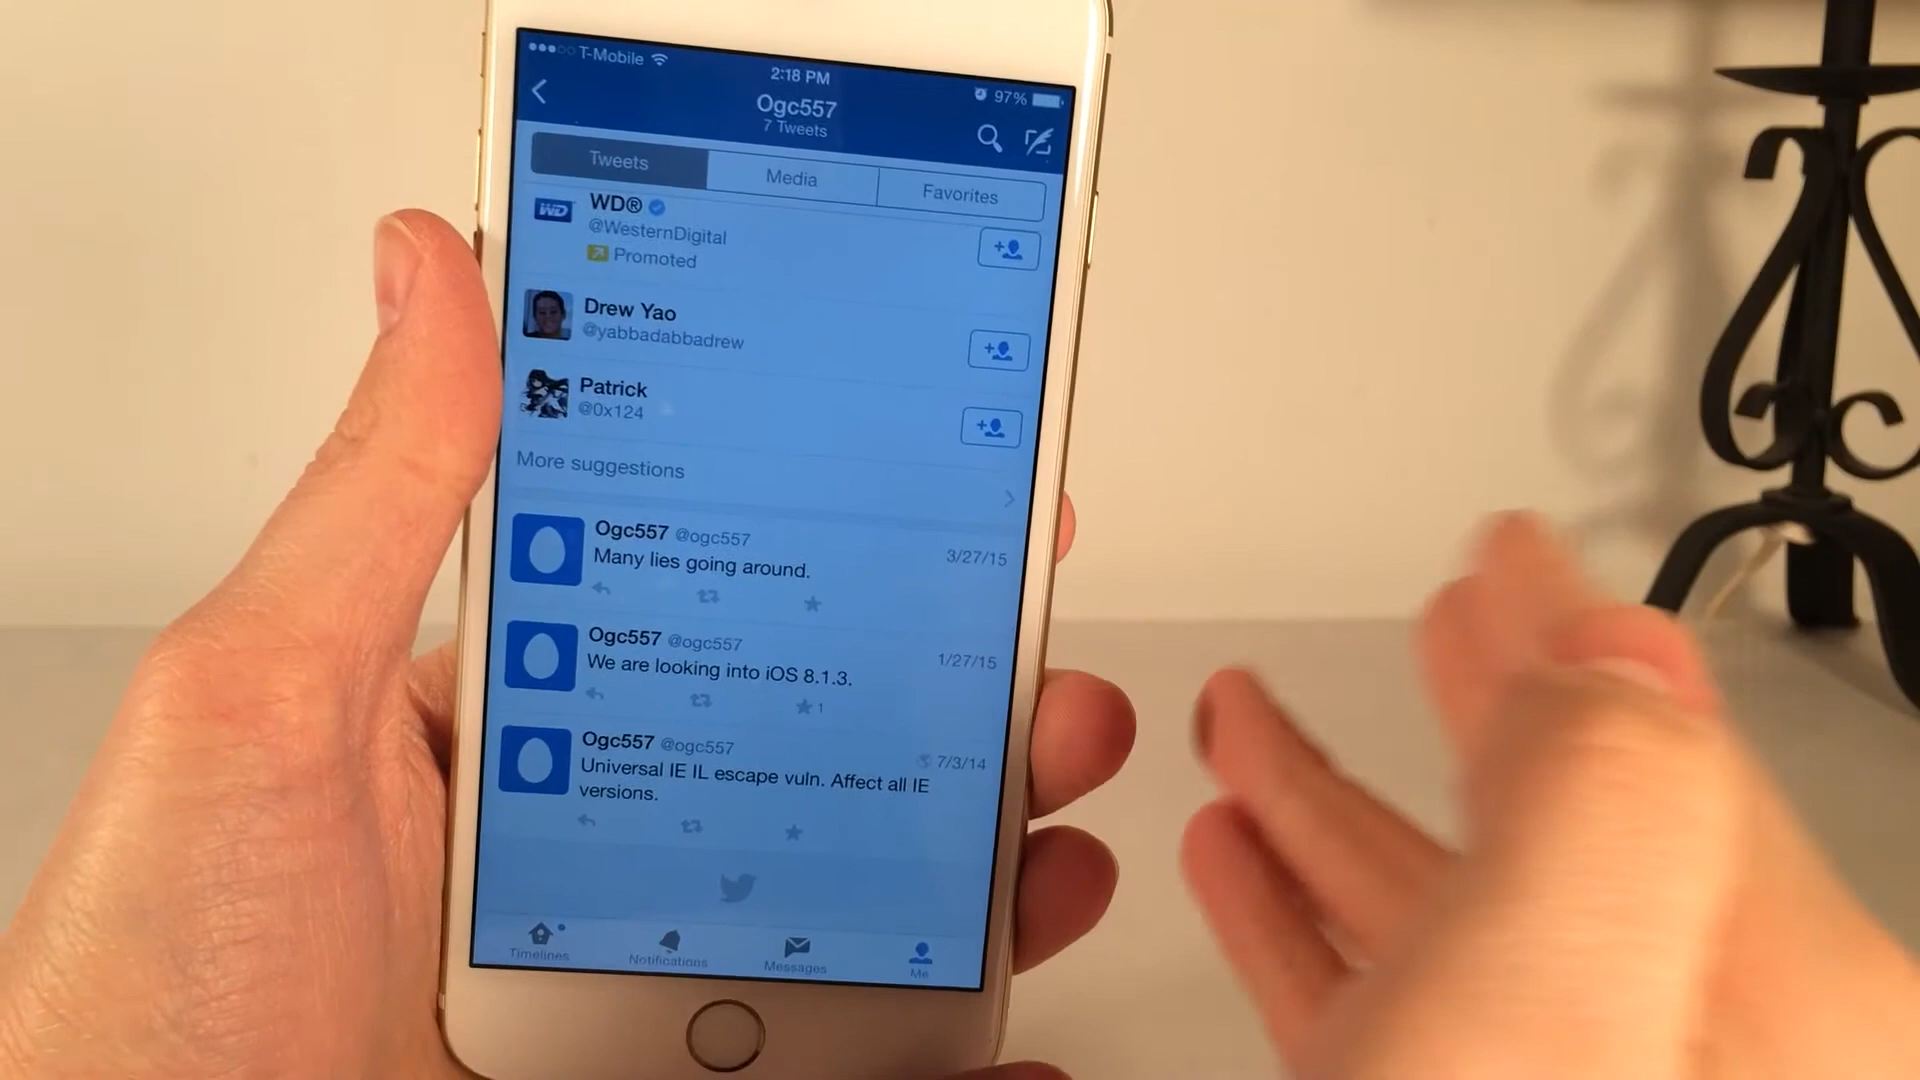 T-Mobile
2:18 PM
97%
Ogc557
7 Tweets
Tweets
Media
Favorites
WD
WD®
@WesternDigital
Promoted
Drew Yao
@yabbadabbadrew
Patrick
@0x124
More suggestions
Ogc557 @ogc557
3/27/15
Many lies going around.
Ogc557 @ogc557
1/27/15
We are looking into iOS 8.1.3.
1
Ogc557 @ogc557
7/3/14
Universal IE IL escape vuln. Affect all IE
versions.
Timelines
Notifications
Messages
Me